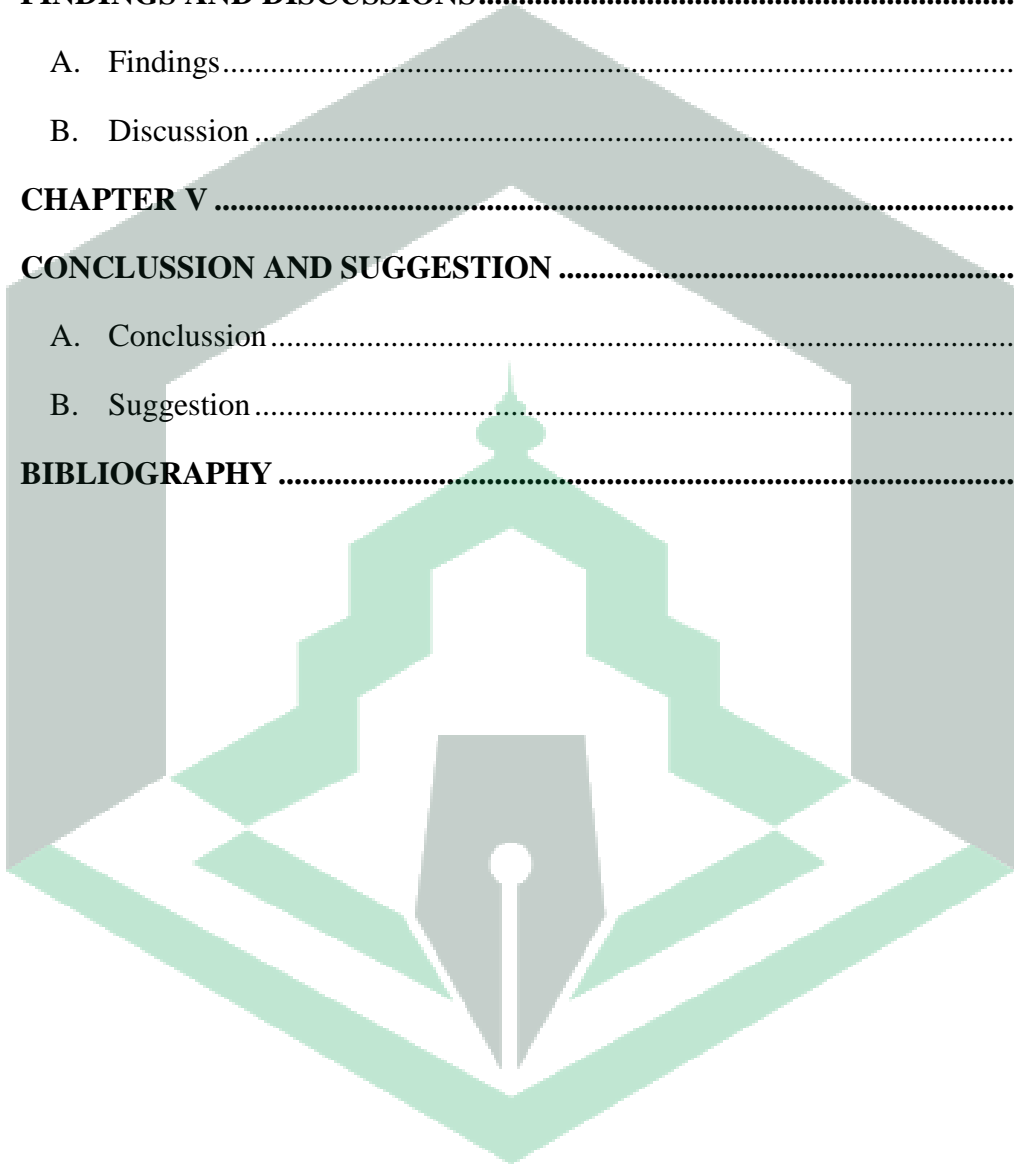 FINDINGS AND DISCUSSIONS..............................................................................
A. Findings..............................................................................
B. Discussion..............................................................................
CHAPTER V..............................................................................
CONCLUSSION AND SUGGESTION..............................................................................
A. Conclussion..............................................................................
B. Suggestion..............................................................................
BIBLIOGRAPHY..............................................................................